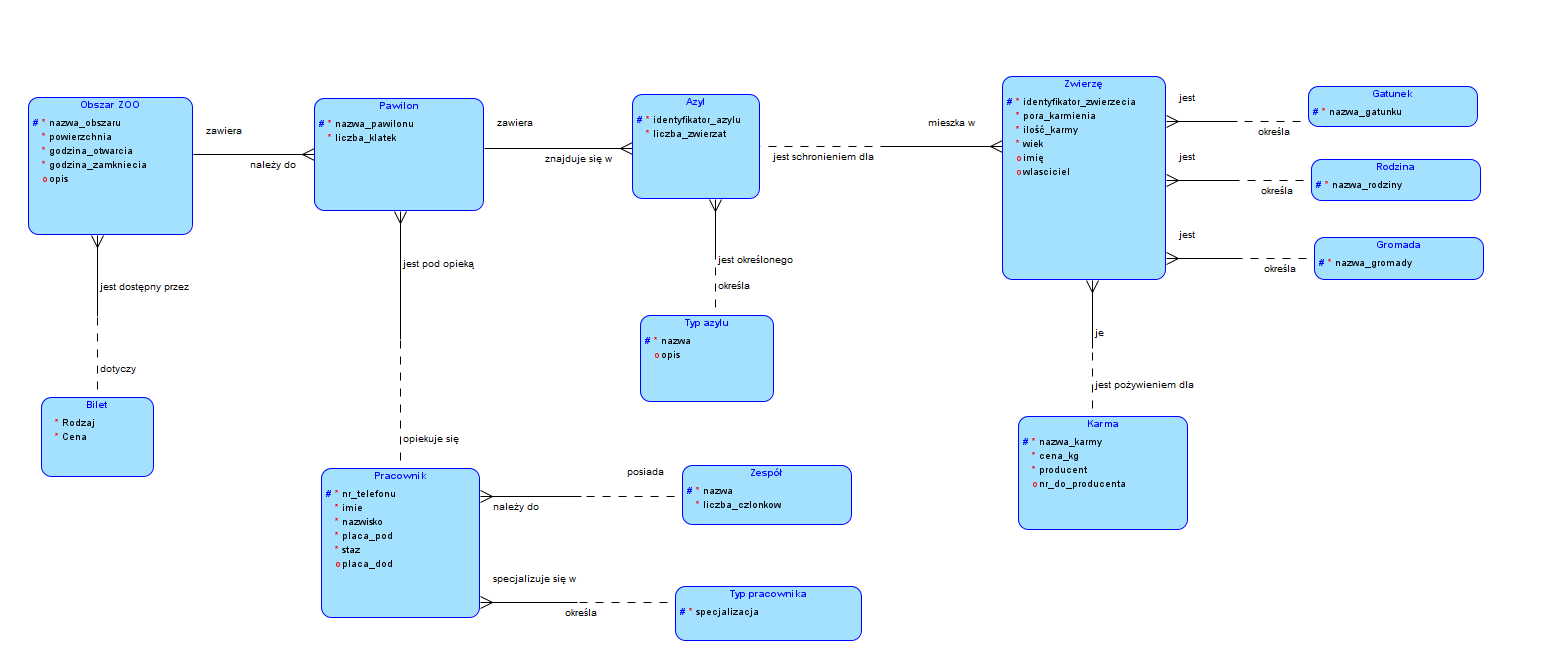 Obszar ZOO
# * nazwa_obszaru
* powierzchnia
* godzina_otwarcia
* godzina_zamkniecia
o opis
zawiera
należy do
Pawilon
# * nazwa_pawilonu
* liczba_klatek
zawiera
znajduje się w
Azyl
# * identyfikator_azylu
* liczba_zwierzat
mieszka w
jest schronieniem dla
Zwierzę
# * identyfikator_zwierzecia
* pora_karmienia
* ilość_karmy
* wiek
o imię
o wlasciciel
jest
określa
Gatunek
# * nazwa_gatunku
jest
określa
Rodzina
# * nazwa_rodziny
jest
określa
Gromada
# * nazwa_gromady
jest dostępny przez
dotyczy
Bilet
* Rodzaj
* Cena
jest pod opieką
opiekuje się
jest określonego
określa
Typ azylu
# * nazwa
o opis
je
jest pożywieniem dla
Karma
# * nazwa_karmy
* cena_kg
* producent
o nr_do_producenta
Pracownik
# * nr_telefonu
* imie
* nazwisko
* placa_pod
* staz
o placa_dod
posiada
należy do
Zespół
# * nazwa
* liczba_czlonkow
specjalizuje się w
określa
Typ pracownika
# * specjalizacja